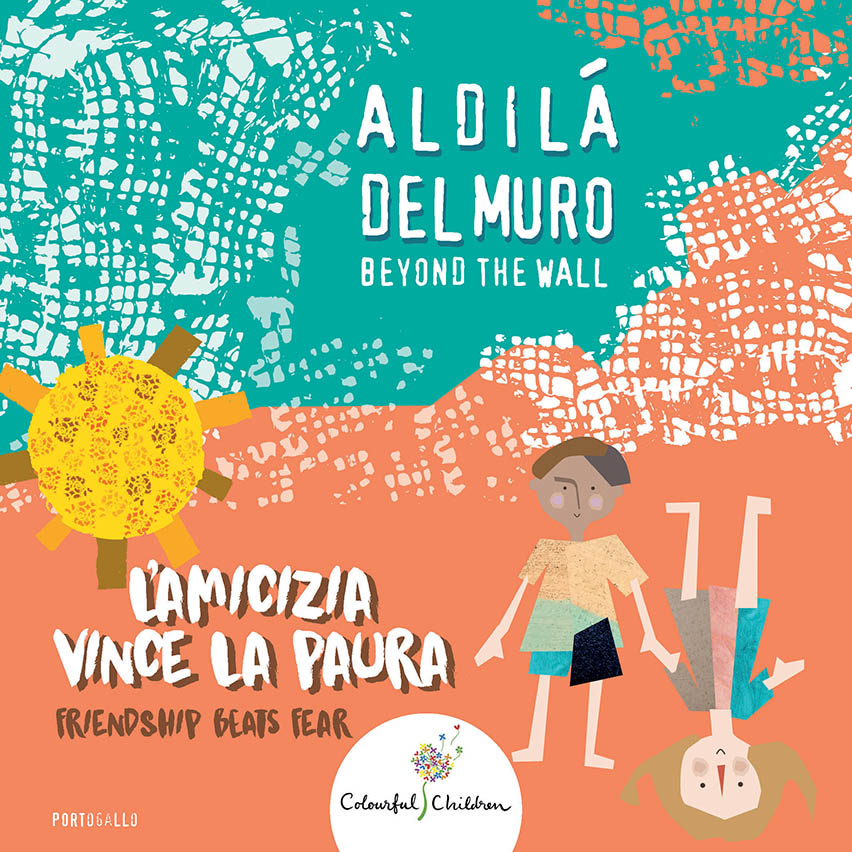 ALDILÁ
DEL MURO
BEYOND THE WALL
L'AMICIZIA
VINCE LA PAURA
FRIENDSHIP BEATS FEAR
Colourful Children
PORTOGALLO